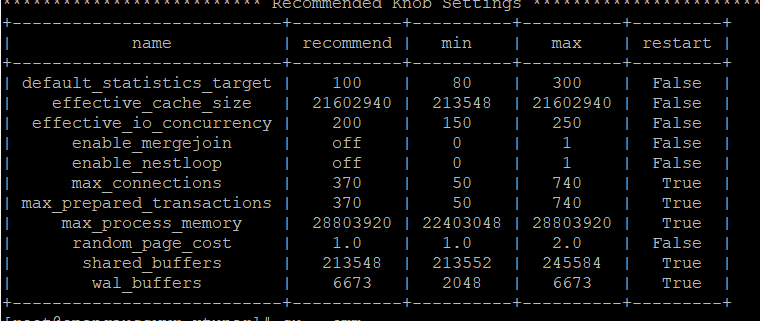 *************************** Recommended Knob Settings ************************
+---------------------------+-----------+----------+----------+---------+
| name | recommend | min | max | restart |
+---------------------------+-----------+----------+----------+---------+
| default_statistics_target | 100 | 80 | 300 | False |
| effective_cache_size | 21602940 | 213548 | 21602940 | False |
| effective_io_concurrency | 200 | 150 | 250 | False |
| enable_mergejoin | off | 0 | 1 | False |
| enable_nestloop | off | 0 | 1 | False |
| max_connections | 370 | 50 | 740 | True |
| max_prepared_transactions | 370 | 50 | 740 | True |
| max_process_memory | 28803920 | 22403048 | 28803920 | True |
| random_page_cost | 1.0 | 1.0 | 2.0 | False |
| shared_buffers | 213548 | 213552 | 245584 | True |
| wal_buffers | 6673 | 2048 | 6673 | True |
+---------------------------+-----------+----------+----------+---------+